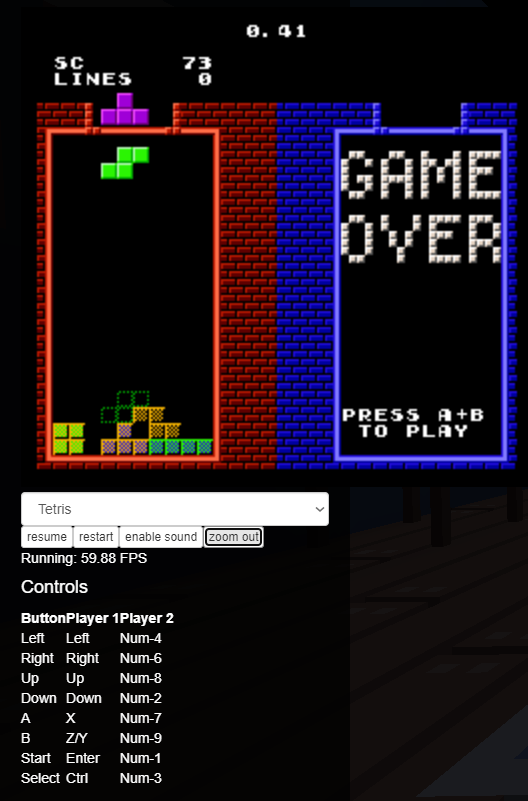 0.41
SC 73
LINES 0
GAME
OVER
PRESS A+B
TO PLAY
Tetris
resume restart enable sound zoom out
Running: 59.88 FPS
Controls
Button Player 1 Player 2
Left Left Num-4
Right Right Num-6
Up Up Num-8
Down Down Num-2
A X Num-7
B Z/Y Num-9
Start Enter Num-1
Select Ctrl Num-3